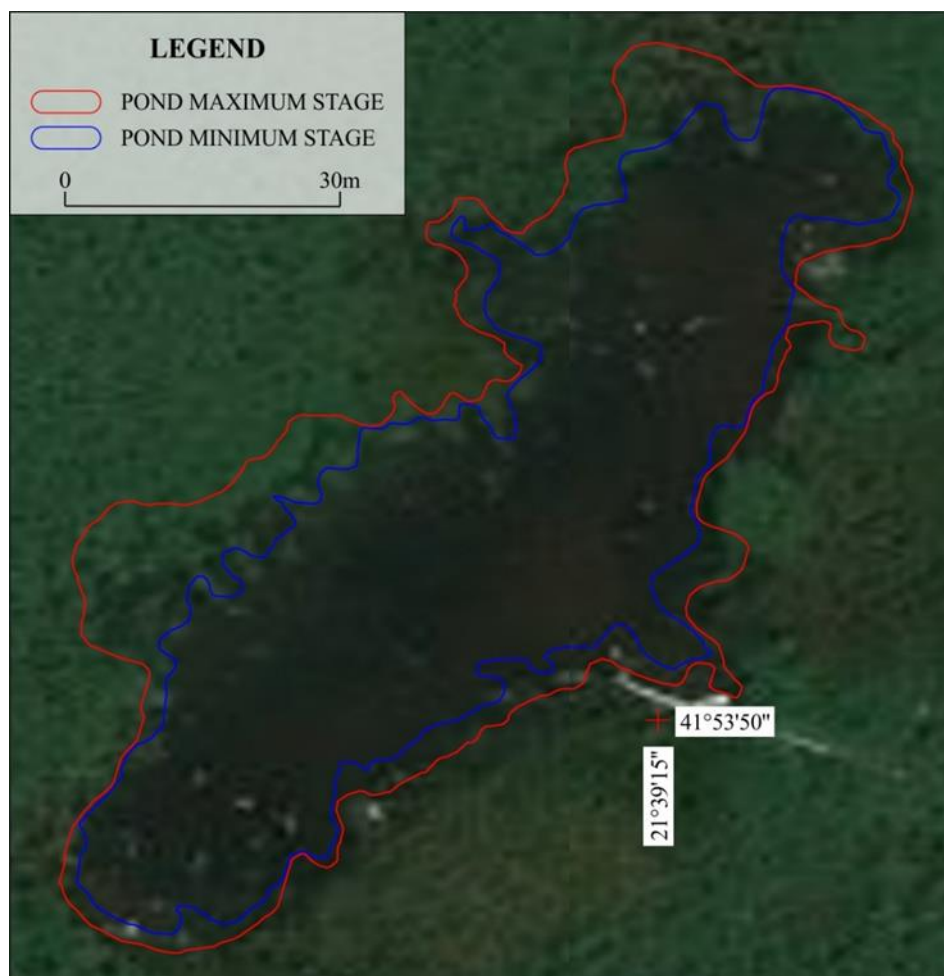 LEGEND
POND MAXIMUM STAGE
POND MINIMUM STAGE
0 30m
41°53'50"
21°39'15"